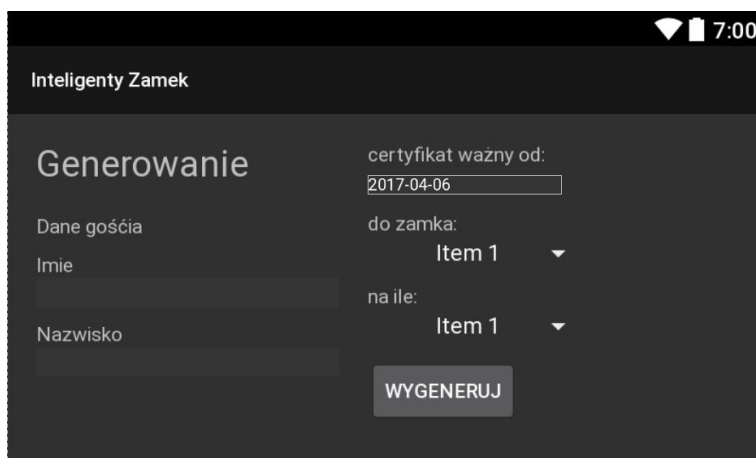 7:00
Inteligenty Zamek
Generowanie
Dane gośćia
Imie
Nazwisko
certyfikat ważny od:
2017-04-06
do zamka:
Item 1
na ile:
Item 1
WYGENERUJ